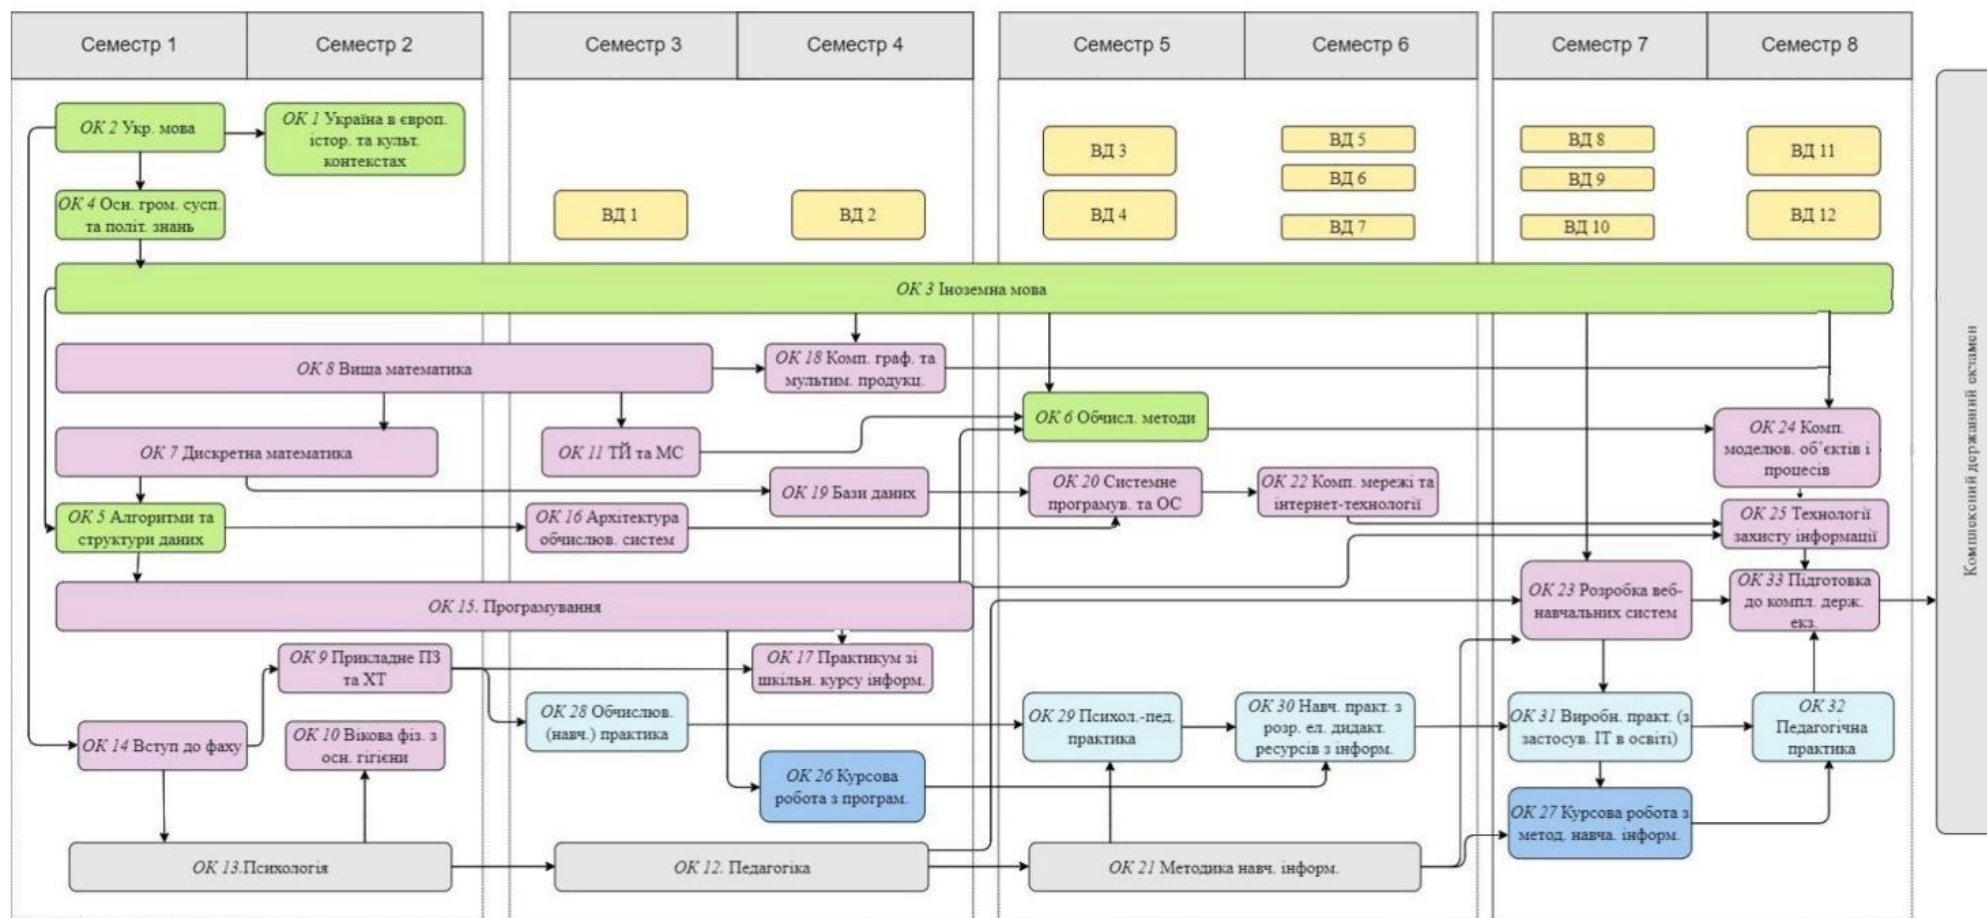 Семестр 1
Семестр 2
Семестр 3
Семестр 4
Семестр 5
Семестр 6
Семестр 7
Семестр 8
ОК 2 Укр. мова
ОК 1 Україна в європ.
істор. та культ.
контекстах
ОК 4 Осн. гром. сусп.
та політ. знань
ВД 1
ВД 2
ВД 3
ВД 4
ВД 5
ВД 6
ВД 7
ВД 8
ВД 9
ВД 10
ВД 11
ВД 12
ОК 3 Іноземна мова
ОК 8 Вища математика
ОК 18 Комп. граф. та
мультим. продукц.
ОК 7 Дискретна математика
ОК 11 ТЙ та МС
ОК 6 Обчисл. методи
ОК 24 Комп.
моделюв. об’єктів і
процесів
ОК 19 Бази даних
ОК 20 Системне
програмув. та ОС
ОК 22 Комп. мережі та
інтернет-технології
ОК 5 Алгоритми та
структури даних
ОК 16 Архітектура
обчислюв. систем
ОК 25 Технології
захисту інформації
ОК 15. Програмування
ОК 23 Розробка веб-
навчальних систем
ОК 33 Підготовка
до компл. держ.
екз.
ОК 9 Прикладне ПЗ
та ХТ
ОК 17 Практикум зі
шкільн. курсу інформ.
ОК 14 Вступ до фаху
ОК 10 Вікова фіз. з
осн. гігієни
ОК 28 Обчислюв.
(навч.) практика
ОК 29 Психол.-пед.
практика
ОК 30 Навч. практ. з
розр. ел. дидакт.
ресурсів з інформ.
ОК 31 Виробн. практ. (з
застосув. ІТ в освіті)
ОК 32
Педагогічна
практика
ОК 26 Курсова
робота з програм.
ОК 27 Курсова робота з
метод. навча. інформ.
ОК 13.Психологія
ОК 12. Педагогіка
ОК 21 Методика навч. інформ.
Комплексний державний екзамен